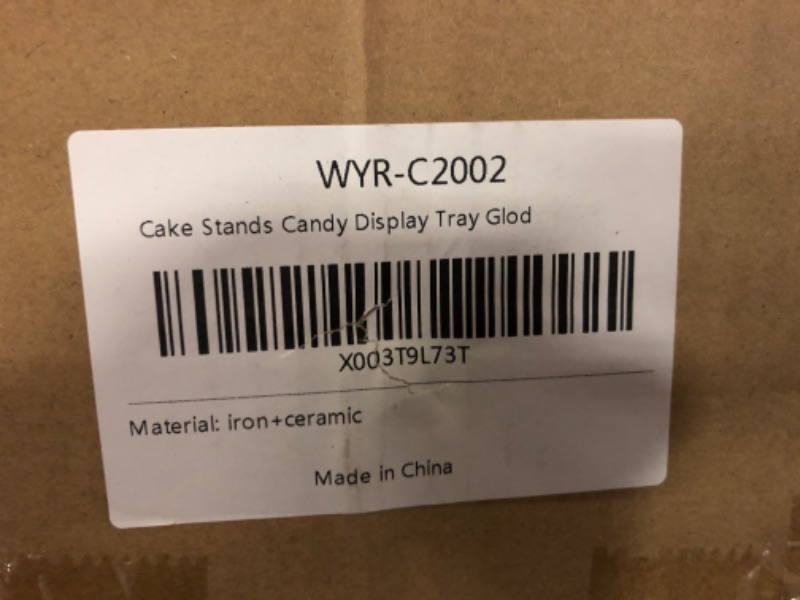 WYR-C2002
Cake Stands Candy Display Tray Glod
X003T9L73T
Material: iron+ceramic
Made in China